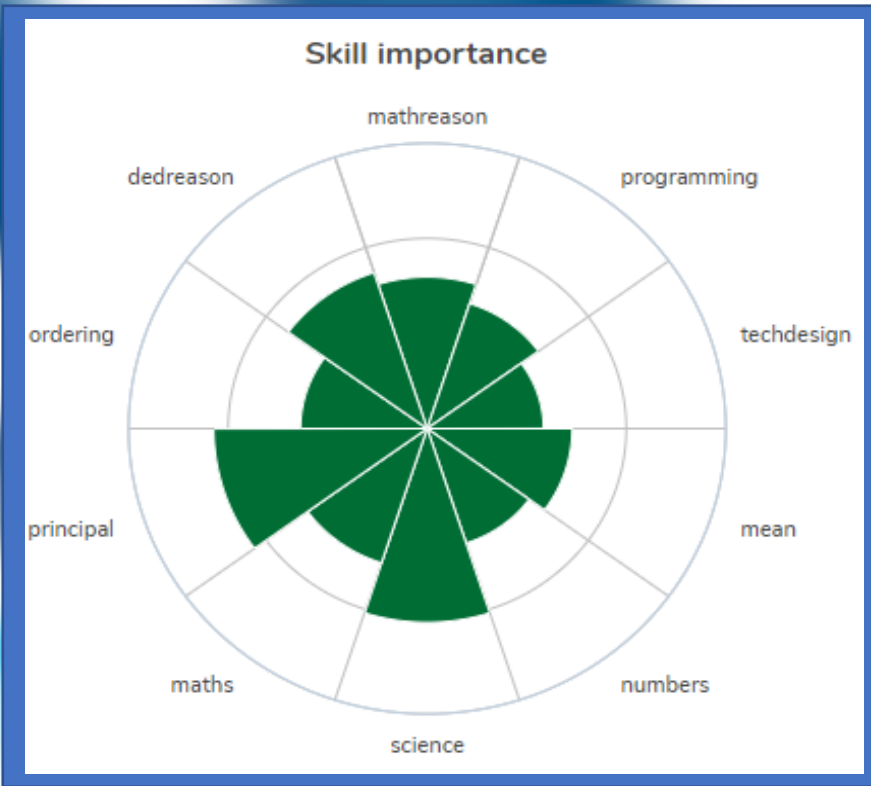 Skill importance
mathreason
dedreason
programming
ordering
techdesign
principal
mean
maths
numbers
science